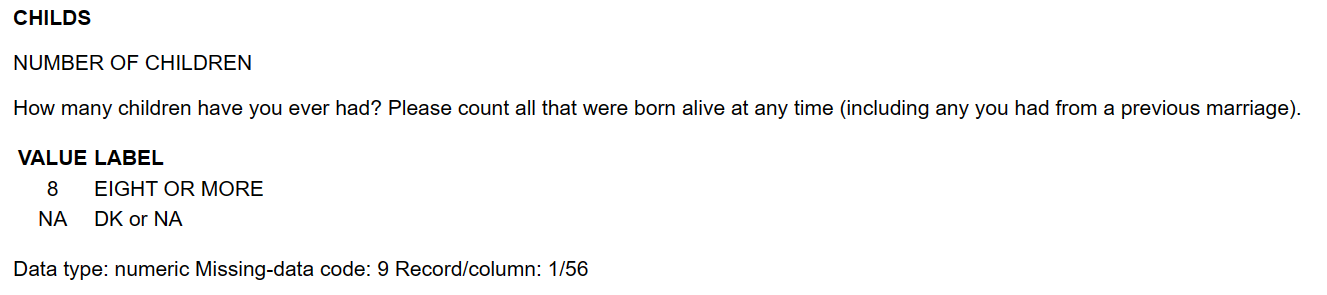 CHILDS
NUMBER OF CHILDREN
How many children have you ever had? Please count all that were born alive at any time (including any you had from a previous marriage).
VALUE LABEL
8 EIGHT OR MORE
NA DK or NA
Data type: numeric Missing-data code: 9 Record/column: 1/56